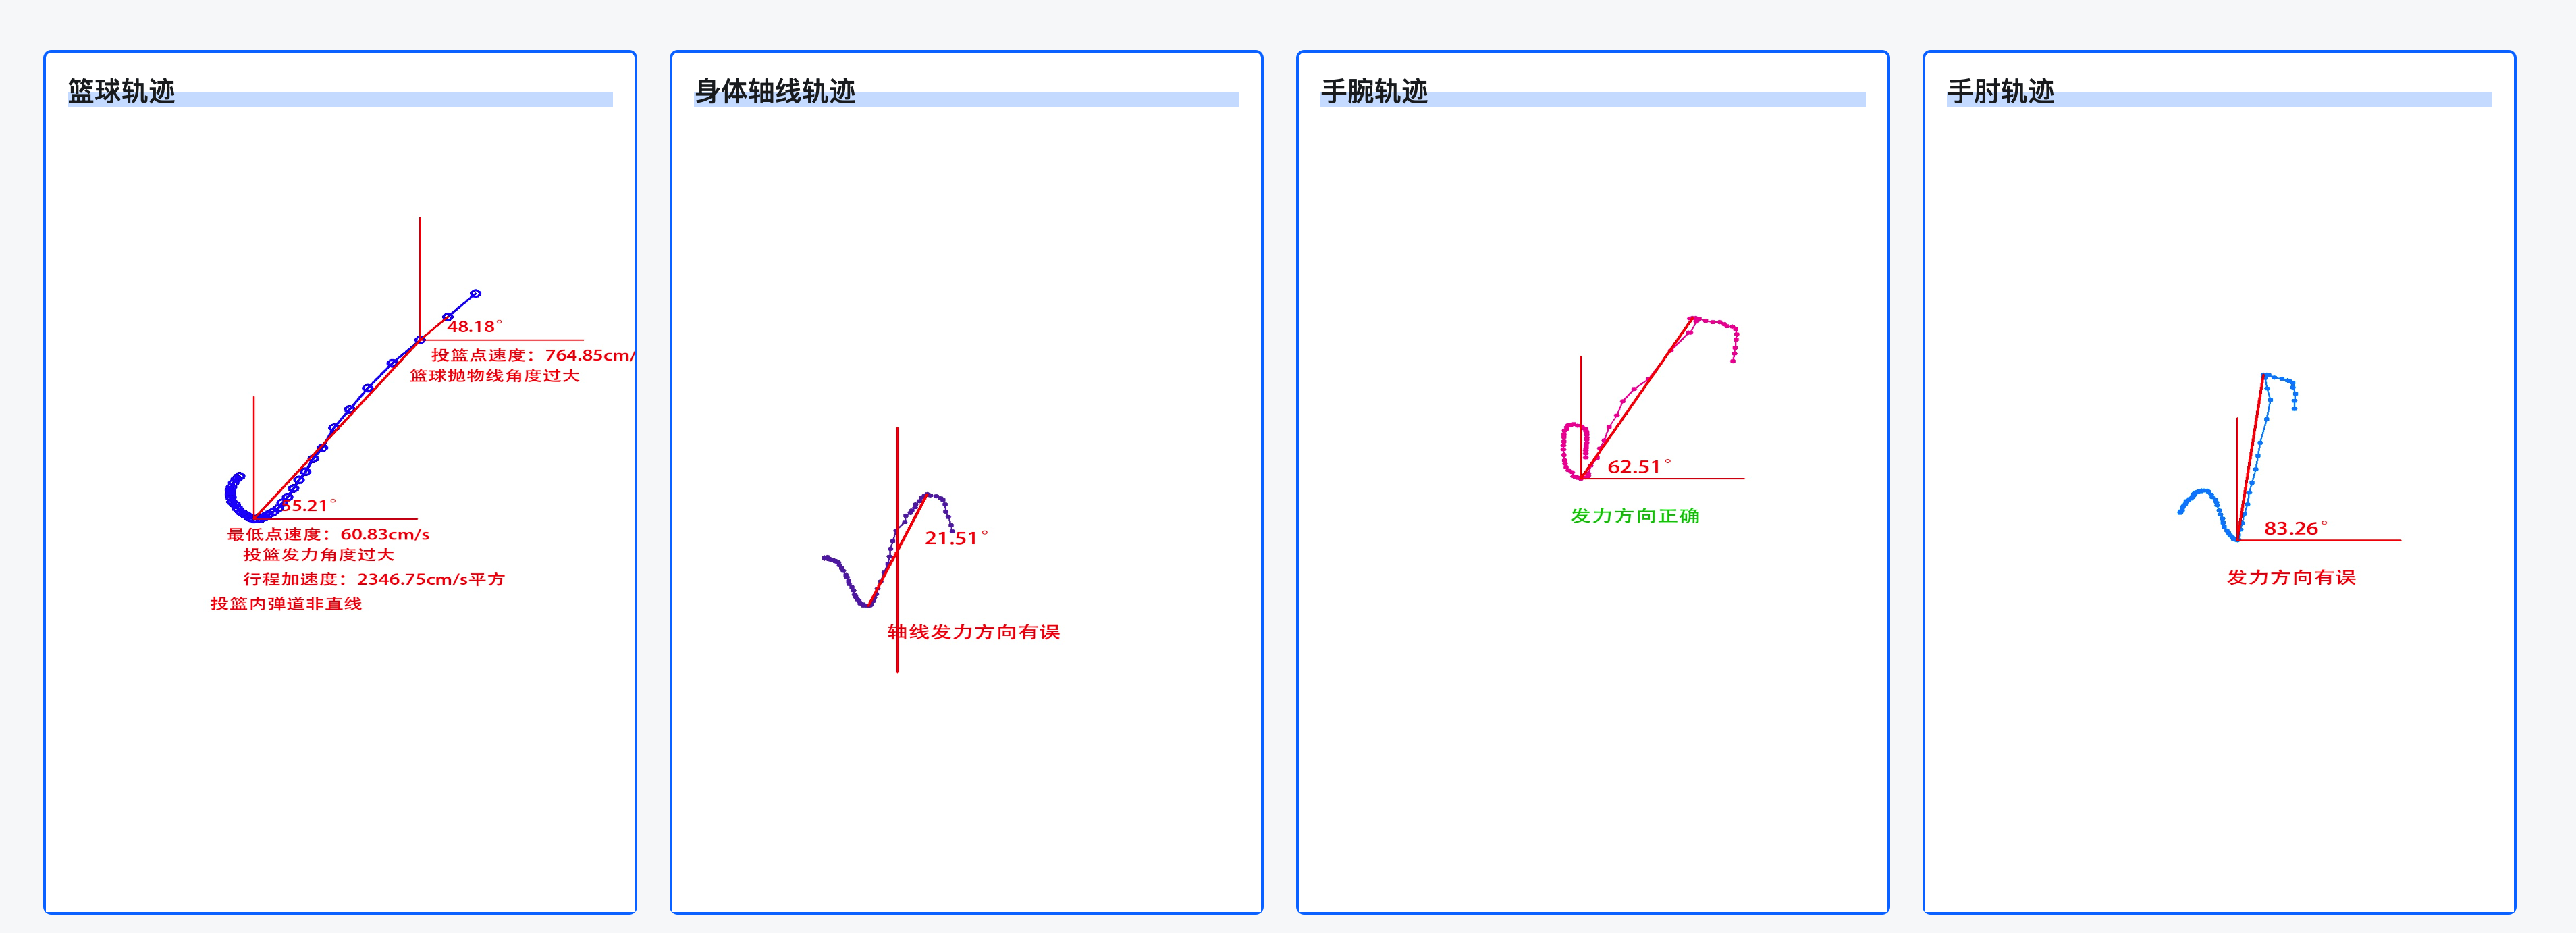 篮球轨迹
48.18°
投篮点速度：764.85cm/
篮球抛物线角度过大
55.21°
最低点速度：60.83cm/s
投篮发力角度过大
行程加速度：2346.75cm/s平方
投篮内弹道非直线
身体轴线轨迹
21.51°
轴线发力方向有误
手腕轨迹
62.51°
发力方向正确
手肘轨迹
83.26°
发力方向有误